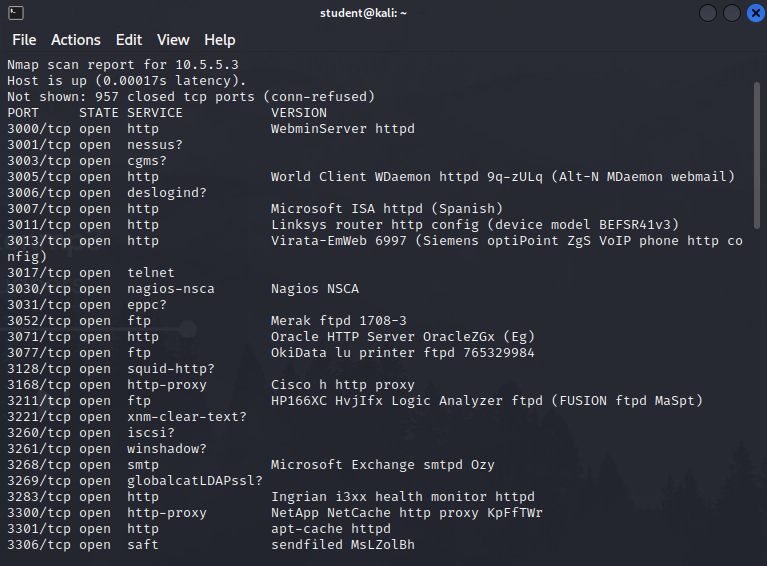 student@kali: ~
File Actions Edit View Help
Nmap scan report for 10.5.5.3
Host is up (0.00017s latency).
Not shown: 957 closed tcp ports (conn-refused)
PORT     STATE SERVICE          VERSION
3000/tcp open  http             WebminServer httpd
3001/tcp open  nessus?
3003/tcp open  cgms?
3005/tcp open  http             World Client WDaemon httpd 9q-zULq (Alt-N MDaemon webmail)
3006/tcp open  deslogind?
3007/tcp open  http             Microsoft ISA httpd (Spanish)
3011/tcp open  http             Linksys router http config (device model BEFSR41v3)
3013/tcp open  http             Virata-EmWeb 6997 (Siemens optiPoint ZgS VoIP phone http co
nfig)
3017/tcp open  telnet
3030/tcp open  nagios-nsca      Nagios NSCA
3031/tcp open  eppc?
3052/tcp open  ftp              Merak ftpd 1708-3
3071/tcp open  http             Oracle HTTP Server OracleZGx (Eg)
3077/tcp open  ftp              OkiData lu printer ftpd 765329984
3128/tcp open  squid-http?
3168/tcp open  http-proxy       Cisco h http proxy
3211/tcp open  ftp              HP166XC HvjIfx Logic Analyzer ftpd (FUSION ftpd MaSpt)
3221/tcp open  xnm-clear-text?
3260/tcp open  iscsi?
3261/tcp open  winshadow?
3268/tcp open  smtp             Microsoft Exchange smtpd Ozy
3269/tcp open  globalcatLDAPssl?
3283/tcp open  http             Ingrian i3xx health monitor httpd
3300/tcp open  http-proxy       NetApp NetCache http proxy KpFfTWr
3301/tcp open  http             apt-cache httpd
3306/tcp open  saft             sendfiled MsLZolBh